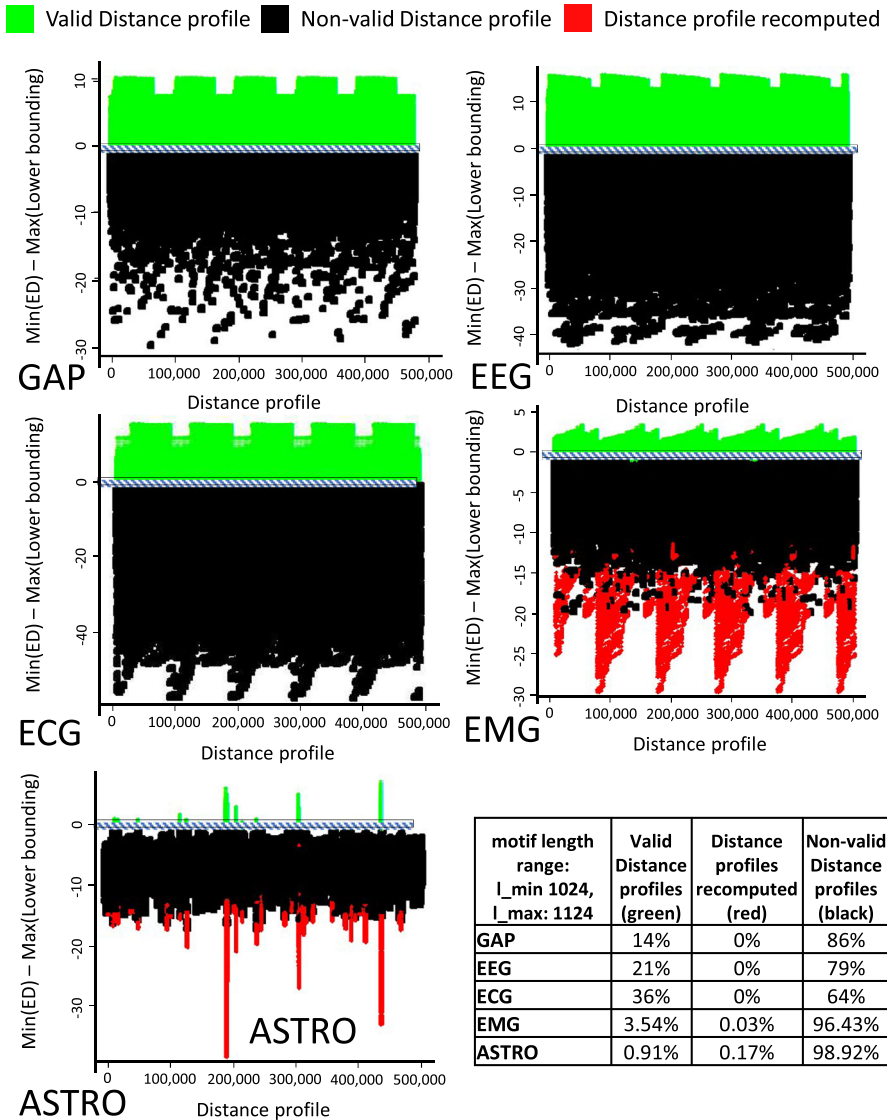 Valid Distance profile Non-valid Distance profile Distance profile recomputed
Min(ED) – Max(Lower bounding)
10
0
-10
-20
-30
0 100,000 200,000 300,000 400,000 500,000
GAP
Distance profile
Min(ED) – Max(Lower bounding)
10
0
-10
-20
-30
-40
0 100,000 200,000 300,000 400,000 500,000
EEG
Distance profile
Min(ED) – Max(Lower bounding)
0
20
-40
0 100,000 200,000 300,000 400,000 500,000
ECG
Distance profile
Min(ED) – Max(Lower bounding)
5
0
-5
-10
-15
-20
-25
-30
0 100,000 200,000 300,000 400,000 500,000
EMG
Distance profile
Min(ED) – Max(Lower bounding)
0
-10
-20
-30
ASTRO
0 100,000 200,000 300,000 400,000 500,000
ASTRO
Distance profile
motif length range: l_min 1024, l_max: 1124 Valid Distance profiles (green) Distance profiles recomputed (red) Non-valid Distance profiles (black)
GAP 14% 0% 86%
EEG 21% 0% 79%
ECG 36% 0% 64%
EMG 3.54% 0.03% 96.43%
ASTRO 0.91% 0.17% 98.92%